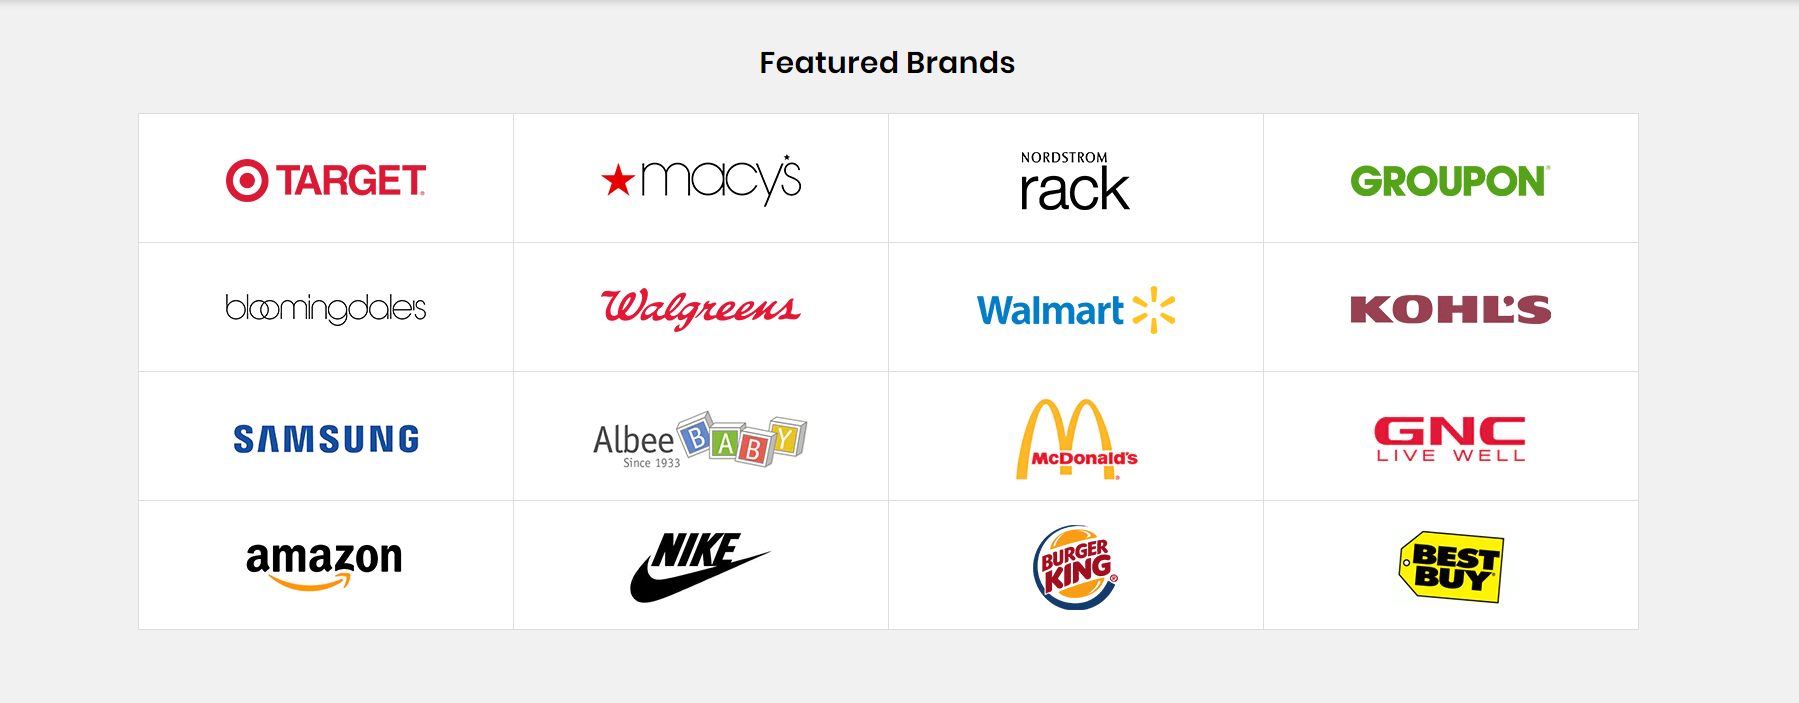 Featured Brands
TARGET
macy's
NORDSTROM
rack
GROUPON
bloomingdale's
Walgreens
Walmart
KOHL'S
SAMSUNG
Albee BABY
Since 1933
McDonald's
GNC
LIVE WELL
amazon
NIKE
BURGER
KING
BEST
BUY